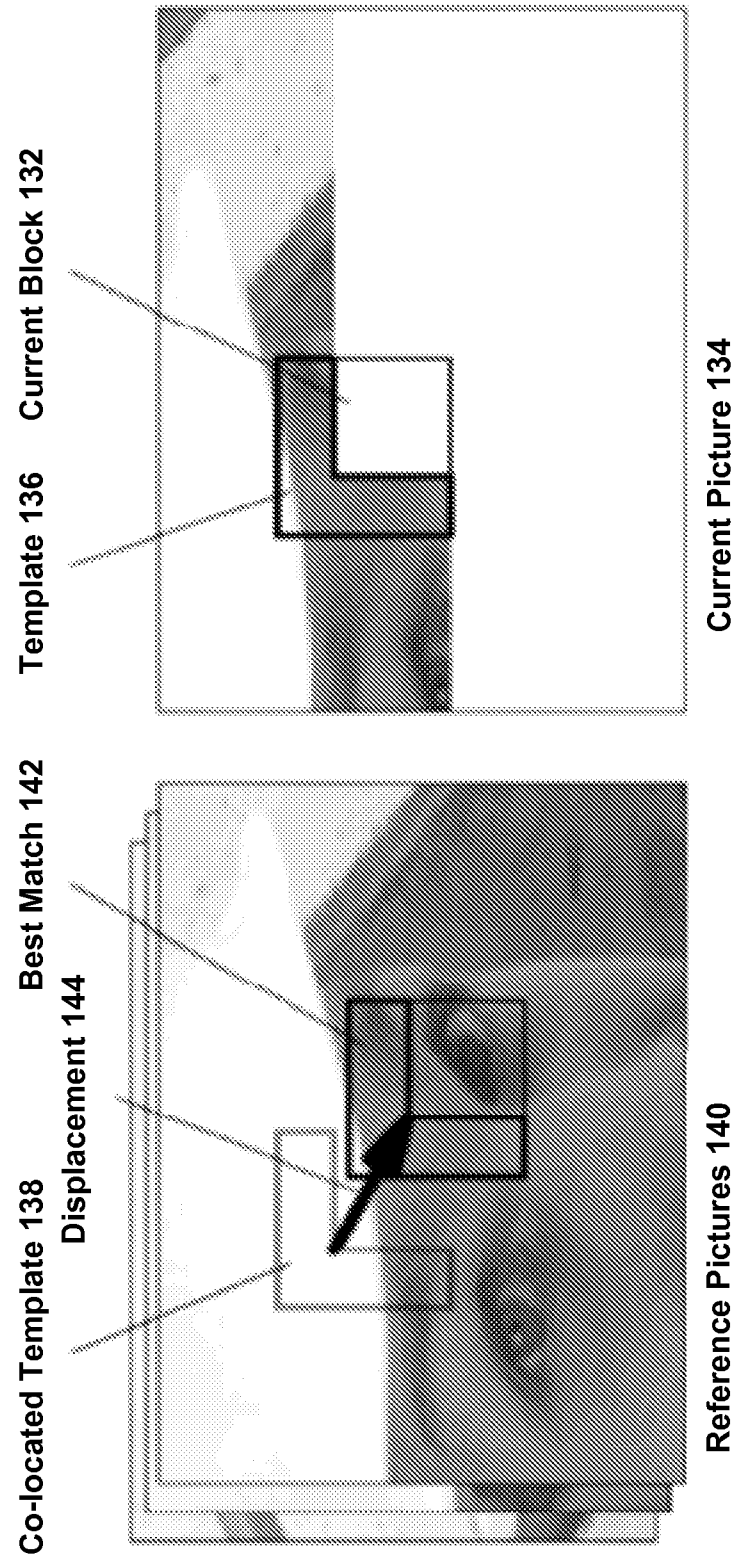 Co-located Template 138
Displacement 144
Best Match 142
Template 136
Current Block 132
Reference Pictures 140
Current Picture 134